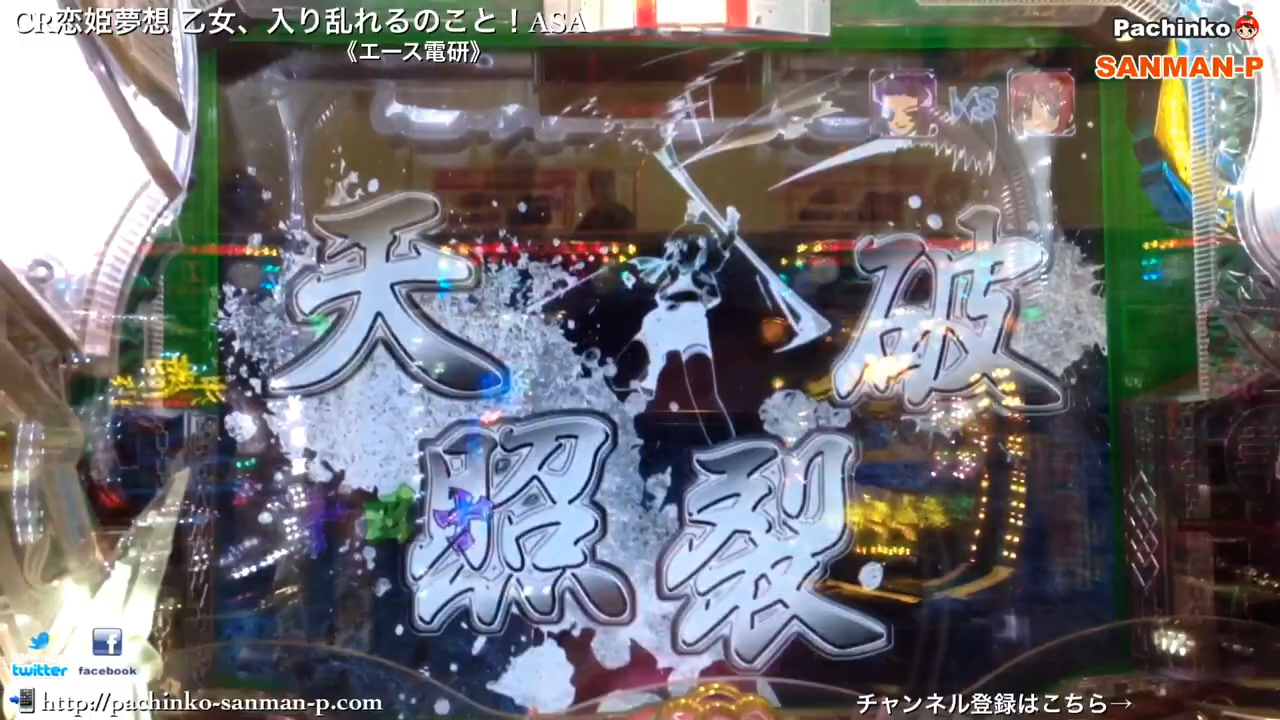 CR恋姫夢想 乙女、入り乱れるのこと!ASA
《エース電研》
Pachinko
SANMAN-P
VS
天 破
照 裂
twitter facebook
http://pachinko-sanman-p.com
チャンネル登録はこちら→